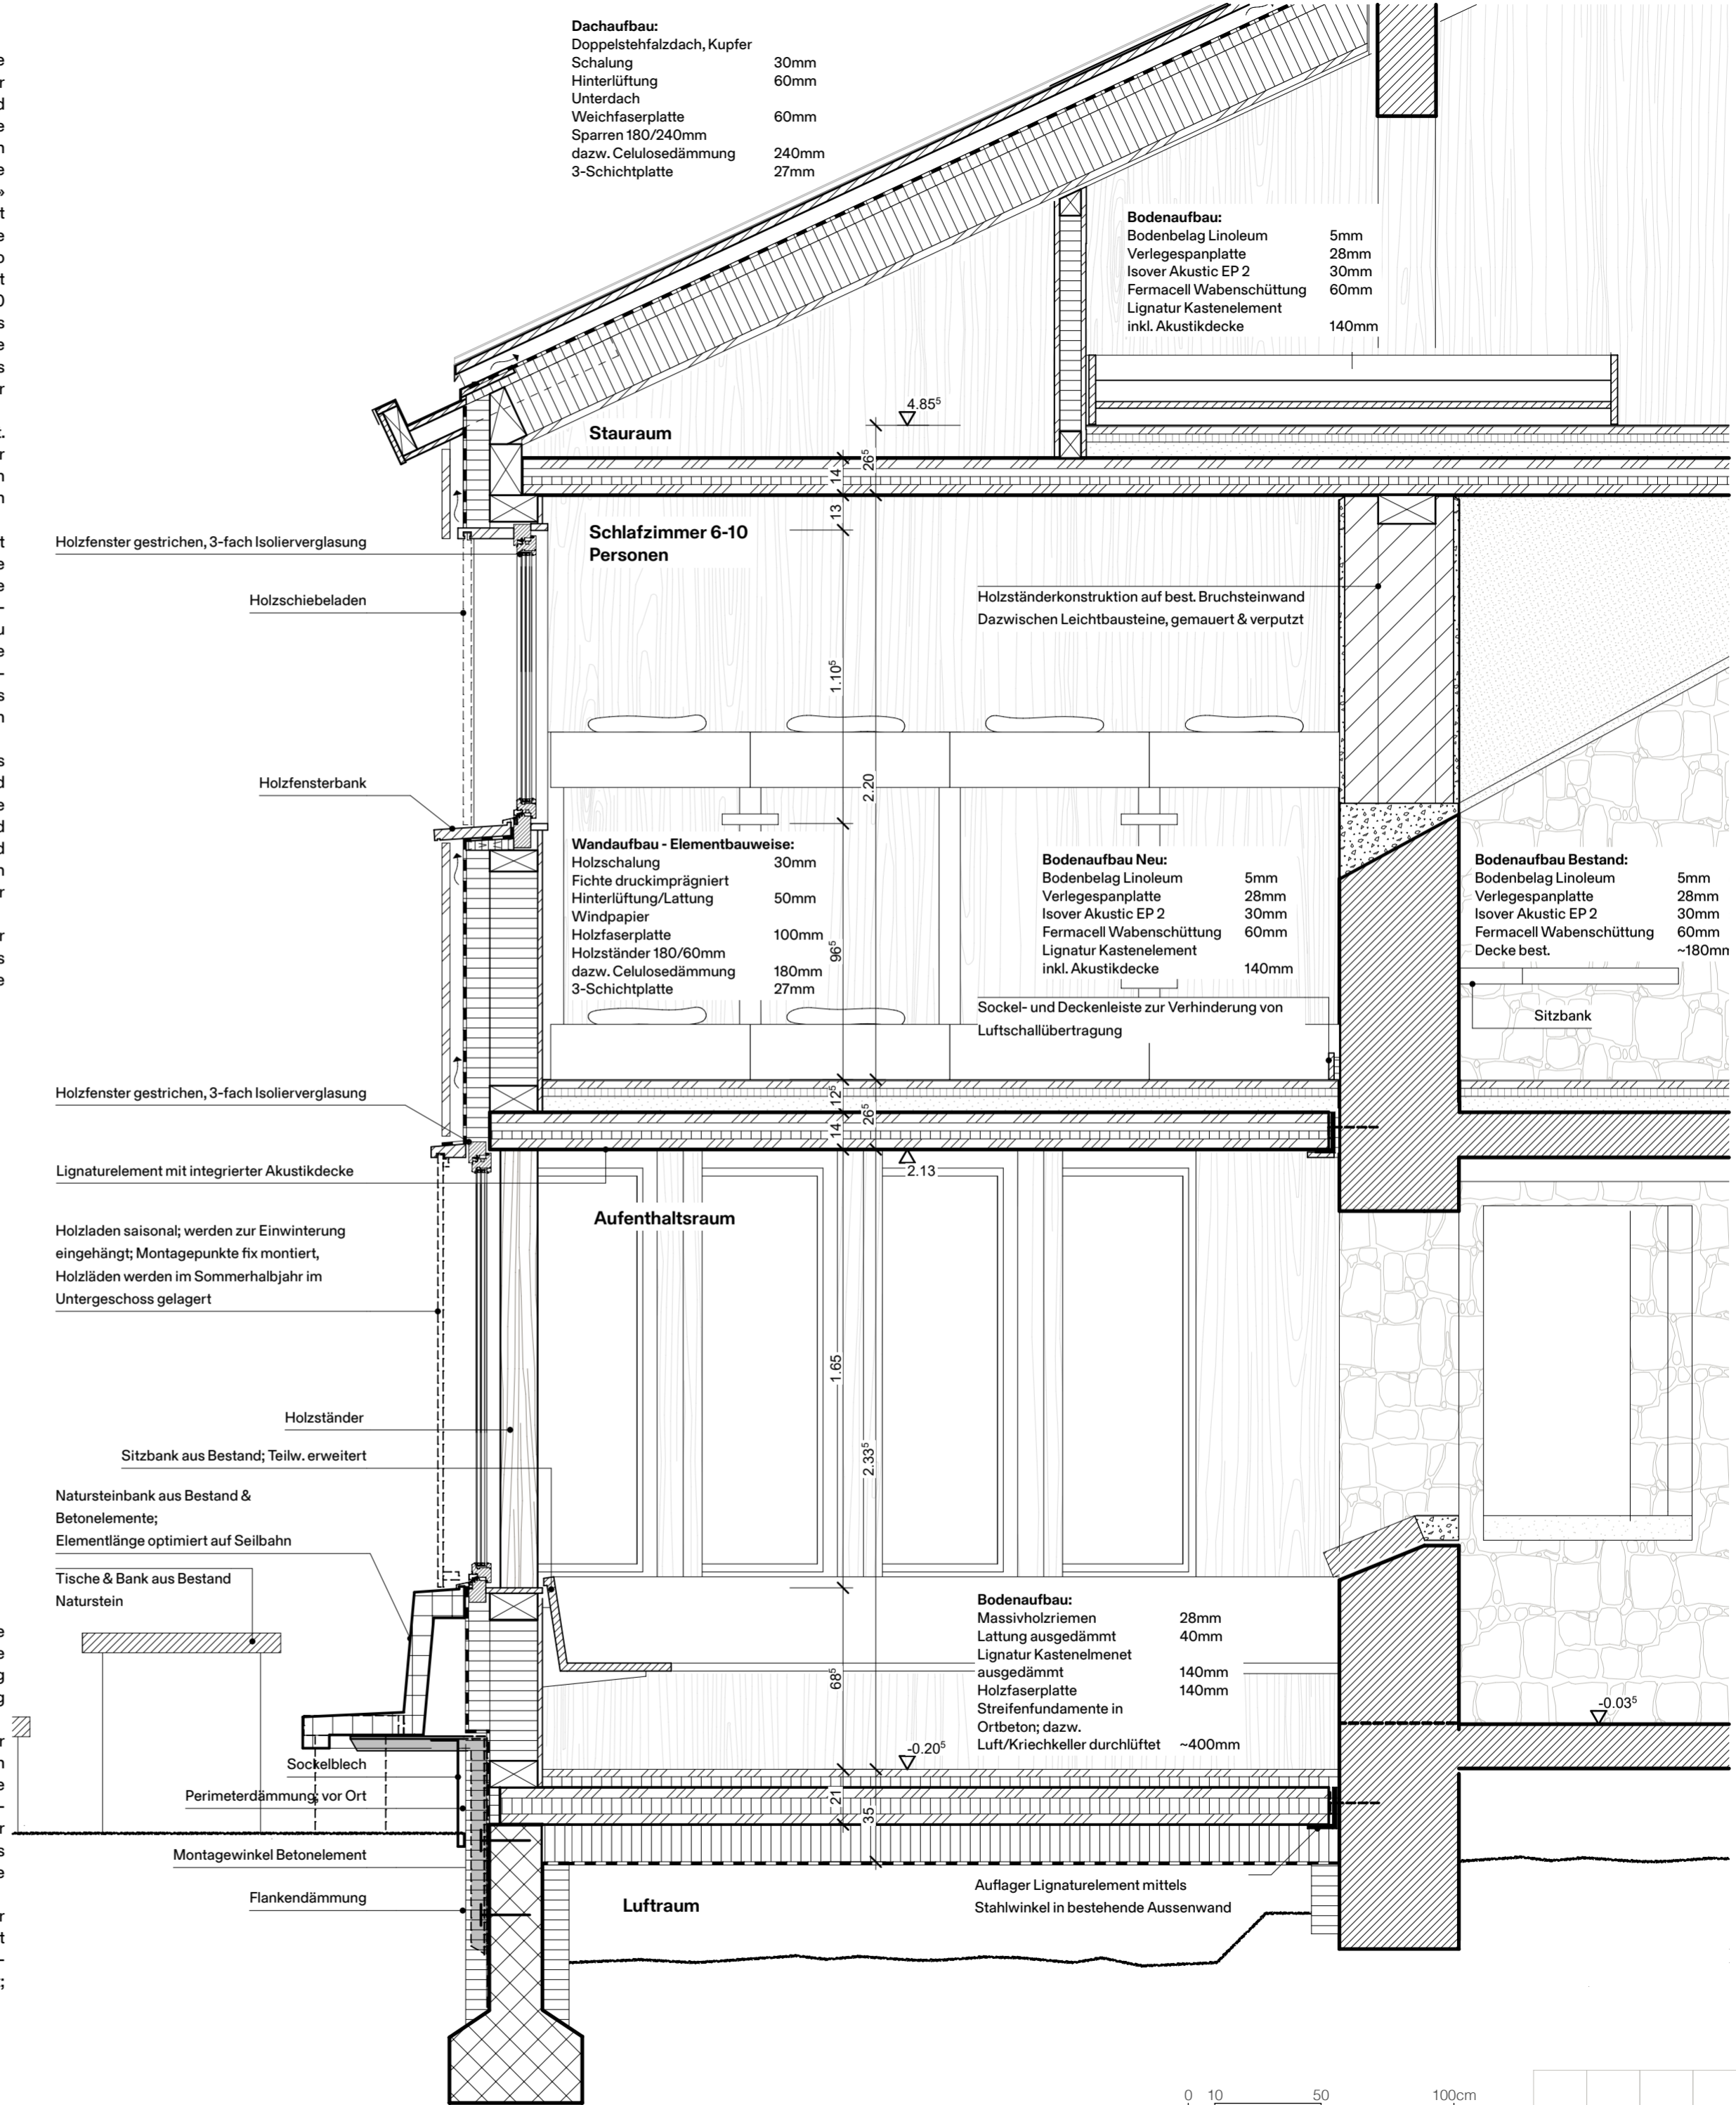 Dachaufbau:
Doppelstehfalzdach, Kupfer
Schalung 30mm
Hinterlüftung 60mm
Unterdach
Weichfaserplatte 60mm
Sparren 180/240mm
dazw. Celulosedämmung 240mm
3-Schichtplatte 27mm
Bodenaufbau:
Bodenbelag Linoleum 5mm
Verlegespanplatte 28mm
Isover Akustic EP 2 30mm
Fermacell Wabenschüttung 60mm
Lignatur Kastenelement
inkl. Akustikdecke 140mm
4.85⁵
Stauraum
14
26⁵
13
Schlafzimmer 6-10
Personen
Holzfenster gestrichen, 3-fach Isolierverglasung
Holzschiebeladen
Holzständerkonstruktion auf best. Bruchsteinwand
Dazwischen Leichtbausteine, gemauert & verputzt
1.10⁵
2.20
Holzfensterbank
Wandaufbau - Elementbauweise:
Holzschalung 30mm
Fichte druckimprägniert
Hinterlüftung/Lattung 50mm
Windpapier
Holzfaserplatte 100mm
Holzständer 180/60mm
dazw. Celulosedämmung 180mm
3-Schichtplatte 27mm
96⁵
Bodenaufbau Neu:
Bodenbelag Linoleum 5mm
Verlegespanplatte 28mm
Isover Akustic EP 2 30mm
Fermacell Wabenschüttung 60mm
Lignatur Kastenelement
inkl. Akustikdecke 140mm
Bodenaufbau Bestand:
Bodenbelag Linoleum 5mm
Verlegespanplatte 28mm
Isover Akustic EP 2 30mm
Fermacell Wabenschüttung 60mm
Decke best. ~180mm
Sockel- und Deckenleiste zur Verhinderung von
Luftschallübertragung
Sitzbank
Holzfenster gestrichen, 3-fach Isolierverglasung
12⁵
26⁵
14
2.13
Lignaturelement mit integrierter Akustikdecke
Aufenthaltsraum
Holzladen saisonal; werden zur Einwinterung
eingehängt; Montagepunkte fix montiert,
Holzläden werden im Sommerhalbjahr im
Untergeschoss gelagert
1.65
2.33⁵
Holzständer
Sitzbank aus Bestand; Teilw. erweitert
Natursteinbank aus Bestand &
Betonelemente;
Elementlänge optimiert auf Seilbahn
Tische & Bank aus Bestand
Naturstein
68⁵
Bodenaufbau:
Massivholzriemen 28mm
Lattung ausgedämmt 40mm
Lignatur Kastenelmenet
ausgedämmt 140mm
Holzfaserplatte 140mm
Streifenfundamente in
Ortbeton; dazw.
Luft/Kriechkeller durchlüftet ~400mm
-0.03⁵
-0.20⁵
Sockelblech
Perimeterdämmung vor Ort
21
35
Montagewinkel Betonelement
Flankendämmung
Luftraum
Auflager Lignaturelement mittels
Stahlwinkel in bestehende Aussenwand
0 10 50 100cm